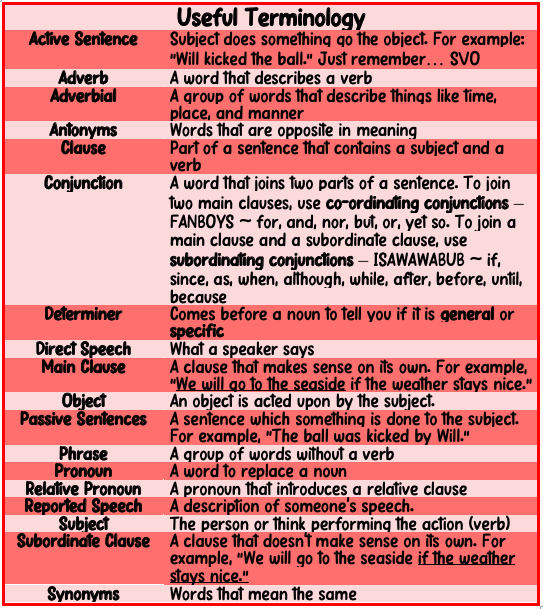 Useful Terminology
Active Sentence Subject does something go the object. For example:
"Will kicked the ball." Just remember... SVO
Adverb A word that describes a verb
Adverbial A group of words that describe things like time,
place, and manner
Antonyms Words that are opposite in meaning
Clause Part of a sentence that contains a subject and a
verb
Conjunction A word that joins two parts of a sentence. To join
two main clauses, use co-ordinating conjunctions –
FANBOYS ~ for, and, nor, but, or, yet so. To join a
main clause and a subordinate clause, use
subordinating conjunctions – ISAWAWABUB ~ if,
since, as, when, although, while, after, before, until,
because
Determiner Comes before a noun to tell you if it is general or
specific
Direct Speech What a speaker says
Main Clause A clause that makes sense on its own. For example,
"We will go to the seaside if the weather stays nice."
Object An object is acted upon by the subject.
Passive Sentences A sentence which something is done to the subject.
For example, "The ball was kicked by Will."
Phrase A group of words without a verb
Pronoun A word to replace a noun
Relative Pronoun A pronoun that introduces a relative clause
Reported Speech A description of someone's speech.
Subject The person or think performing the action (verb)
Subordinate Clause A clause that doesn't make sense on its own. For
example, "We will go to the seaside if the weather
stays nice."
Synonyms Words that mean the same